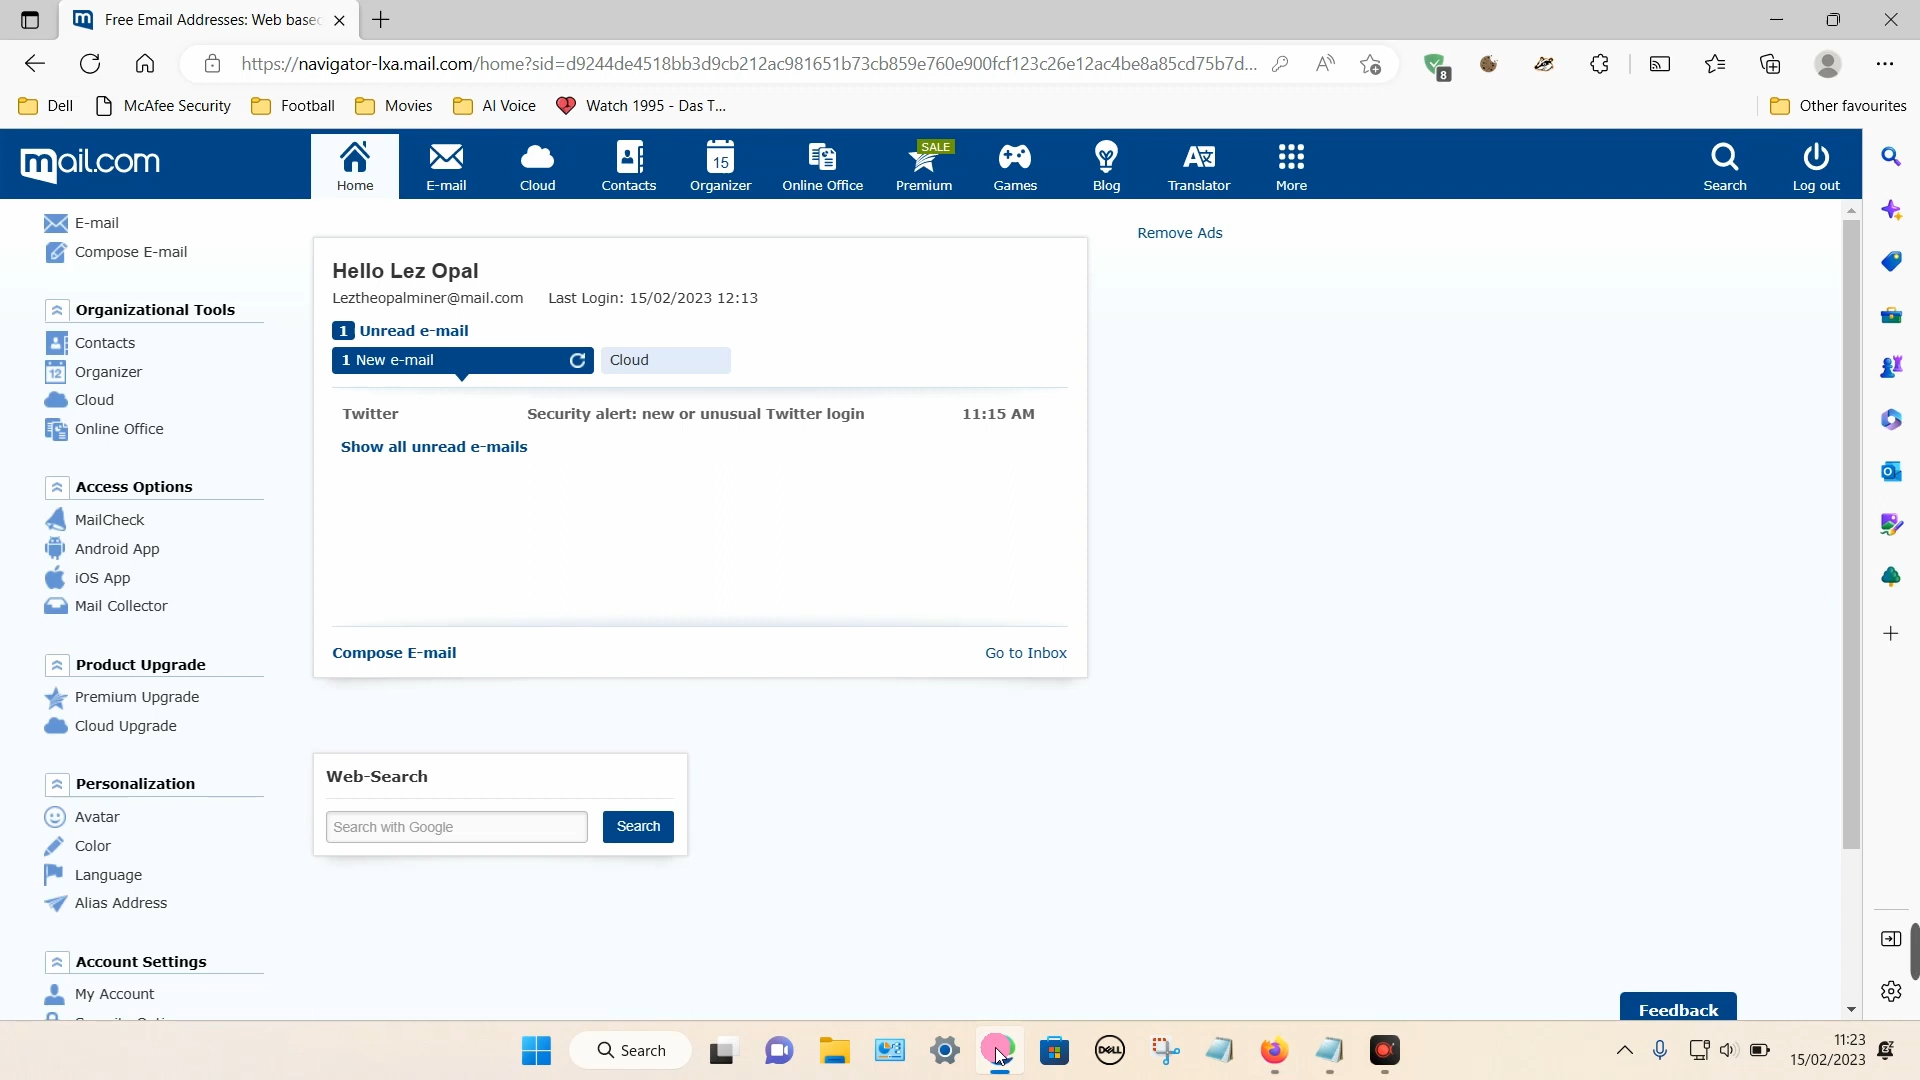 Free Email Addresses: Web based
https://navigator-lxa.mail.com/home?sid=d9244de4518bb3d9cb212ac981651b73cb859e760e900fcf123c26e12ac4be8a85cd75b7d...
8
Dell McAfee Security Football Movies AI Voice Watch 1995 - Das T... Other favourites
mail.com
Home E-mail Cloud Contacts 15 Organizer Online Office SALE Premium Games Blog Translator More Search Log out
E-mail
Compose E-mail
Organizational Tools
Contacts
12 Organizer
Cloud
Online Office
Access Options
MailCheck
Android App
iOS App
Mail Collector
Product Upgrade
Premium Upgrade
Cloud Upgrade
Personalization
Avatar
Color
Language
Alias Address
Account Settings
My Account
Remove Ads
Hello Lez Opal
Leztheopalminer@mail.com Last Login: 15/02/2023 12:13
1 Unread e-mail
1 New e-mail Cloud
Twitter Security alert: new or unusual Twitter login 11:15 AM
Show all unread e-mails
Compose E-mail Go to Inbox
Web-Search
Search with Google Search
Feedback
Search
DELL
11:23
15/02/2023